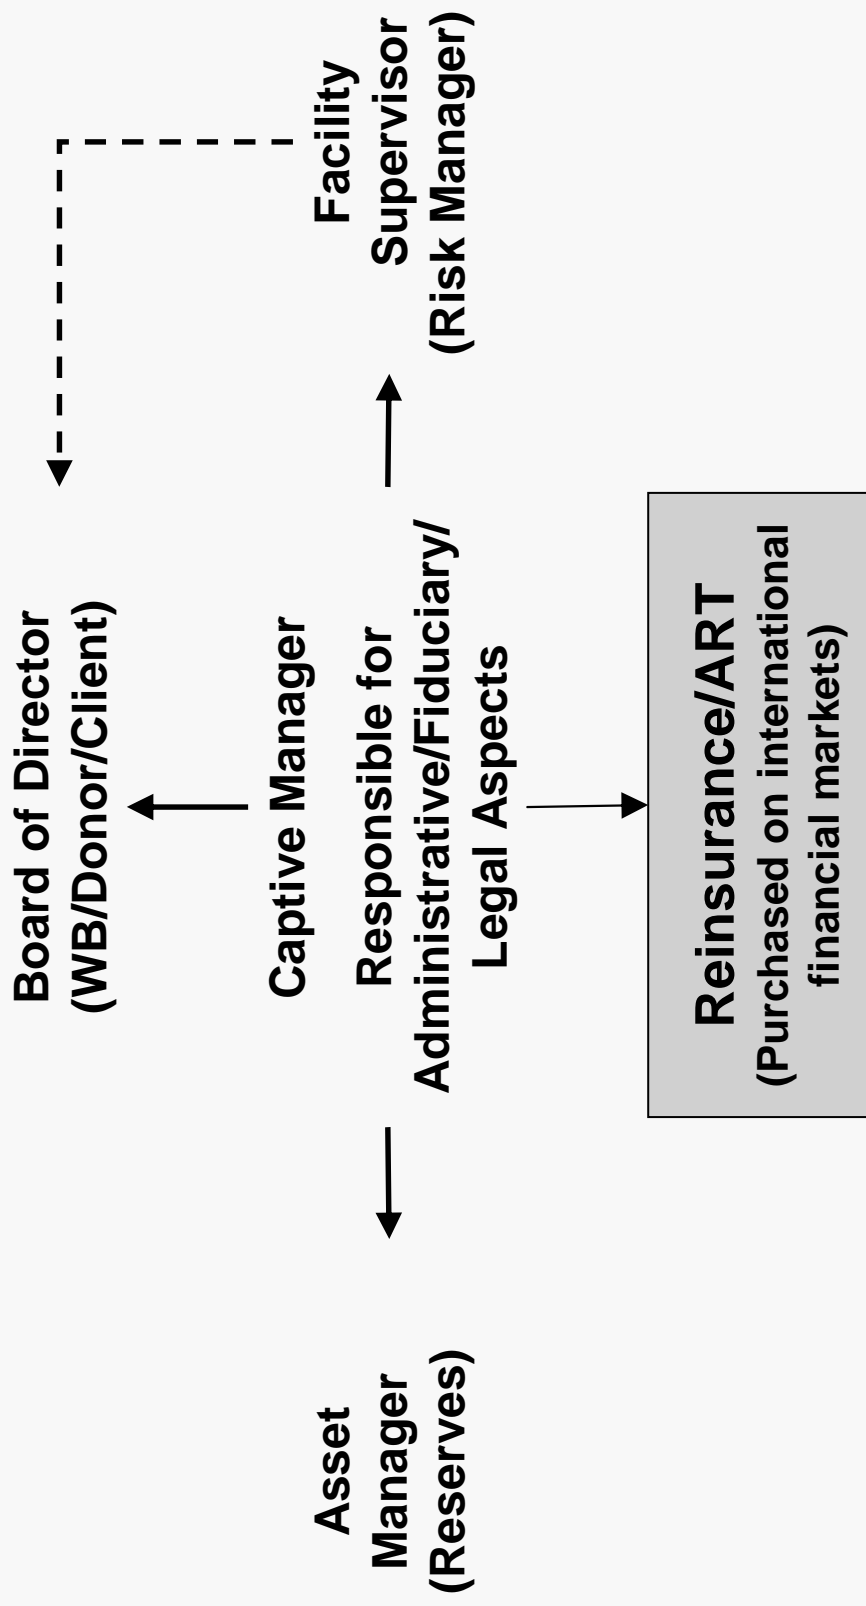 Board of Director
(WB/Donor/Client)
Captive Manager
Responsible for
Administrative/Fiduciary/
Legal Aspects
Asset
Manager
(Reserves)
Facility
Supervisor
(Risk Manager)
Reinsurance/ART
(Purchased on international
financial markets)